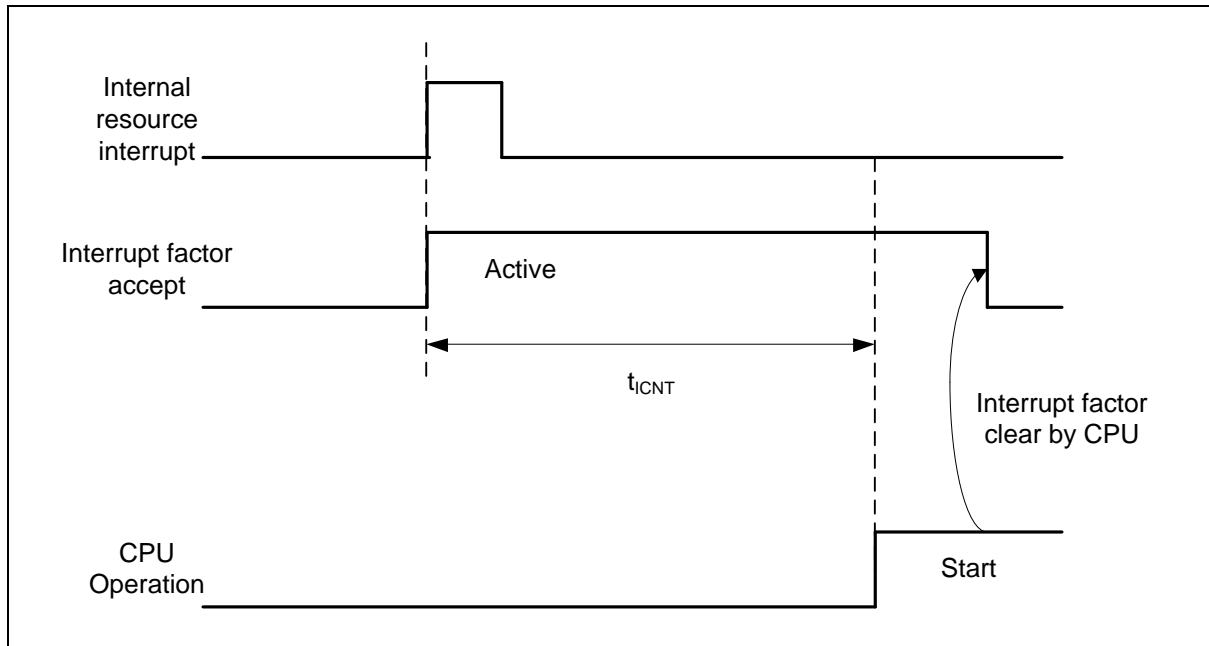 Internal
resource
interrupt
Interrupt factor
accept
Active
tICNT
Interrupt factor
clear by CPU
CPU
Operation
Start